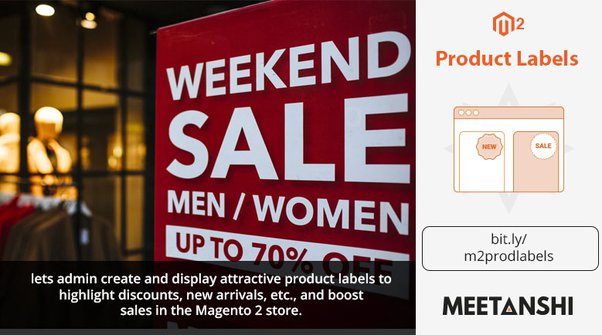 WEEKEND
SALE
MEN / WOMEN
UP TO 70% OFF
lets admin create and display attractive product labels to
highlight discounts, new arrivals, etc., and boost
sales in the Magento 2 store.
2
Product Labels
NEW
SALE
bit.ly/
m2prodlabels
MEETANSHI